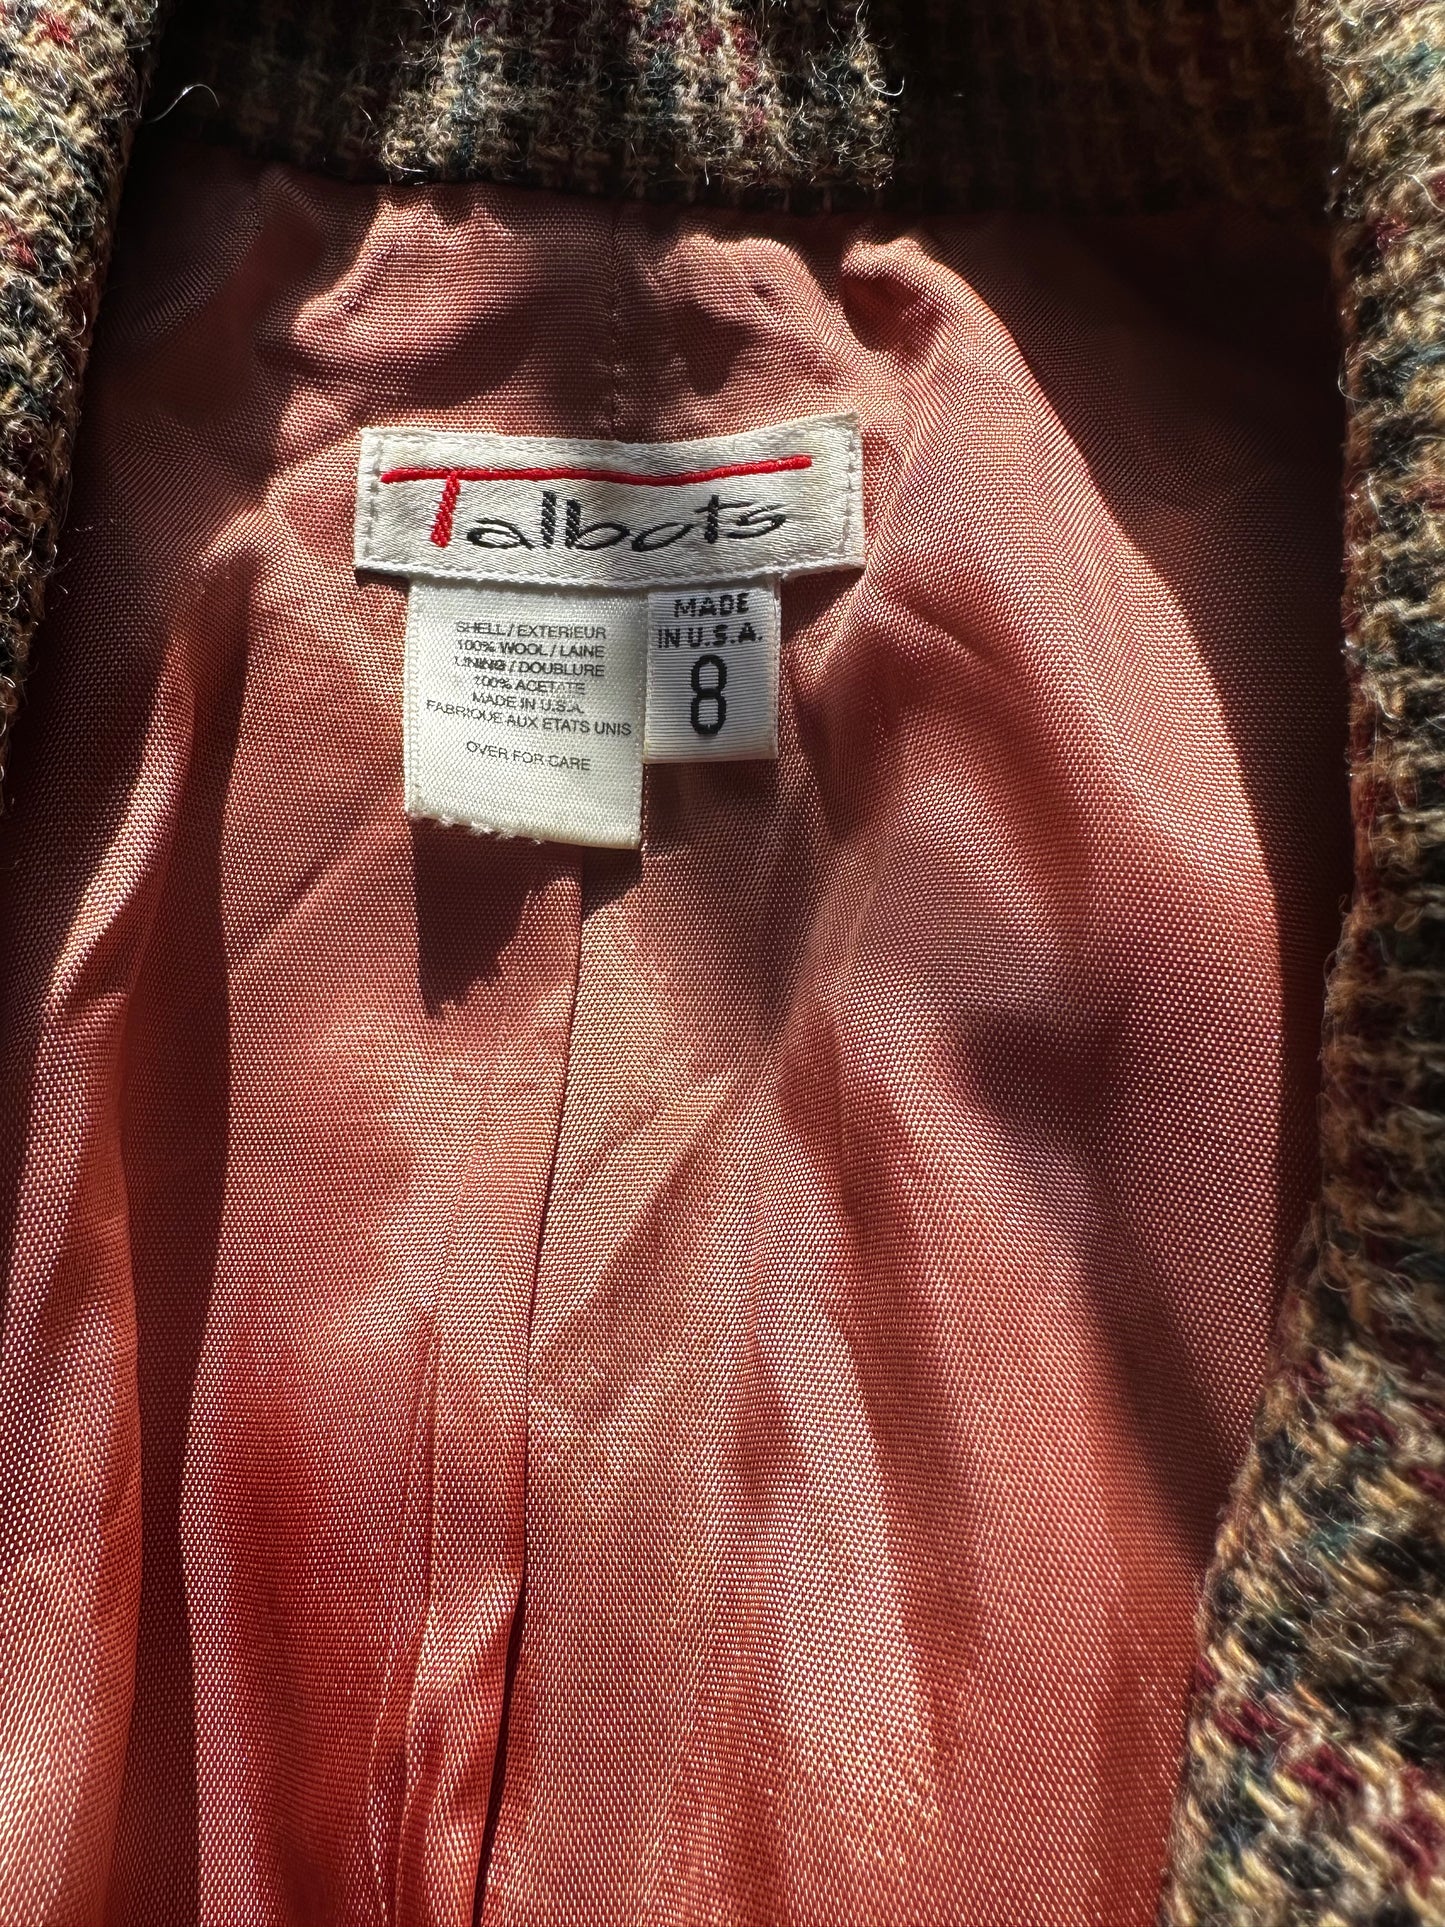 Talbots
SHELL / EXTERIEUR
100% WOOL / LAINE
LINING / DOUBLURE
100% ACETATE
MADE IN U.S.A.
FABRIQUE AUX ETATS UNIS
OVER FOR CARE
MADE
IN U.S.A.
8